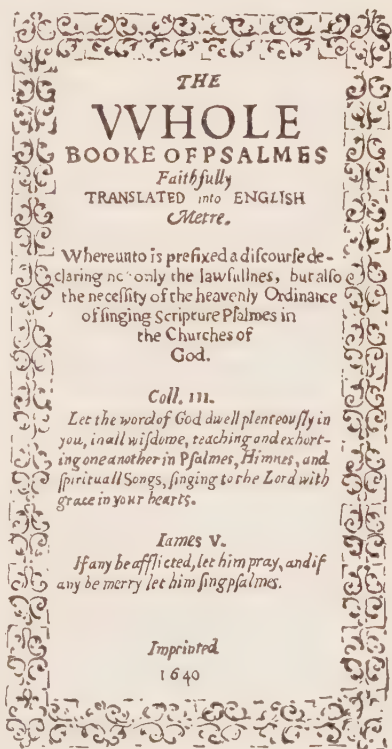 THE
VVHOLE
BOOKE OF PSALMES
Faithfully
TRANSLATED into ENGLISH
Metre.
Whereunto is prefixed a discourse de-
claring not only the lawfullnes, but also
the necessity of the heavenly Ordinance
of singing Scripture Psalmes in
the Churches of
God.
Coll. III.
Let the word of God dwell plenteously in
you, in all wisdome, teaching and exhort-
ing one another in Psalmes, Himnes, and
spirituall Songs, singing to the Lord with
grace in your hearts.
Iames V.
If any be afflicted, let him pray, and if
any be merry let him sing psalmes.
Imprinted
1640